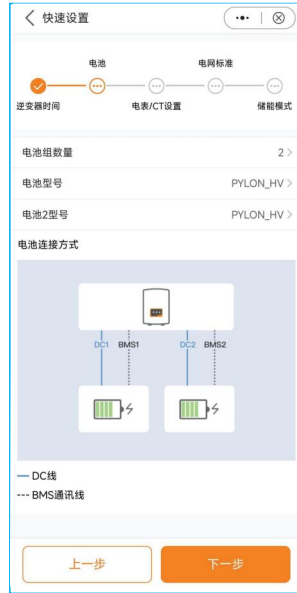 快速设置
电池
电网标准
逆变器时间
电表/CT设置
储能模式
电池组数量 2
电池型号 PYLON_HV
电池2型号 PYLON_HV
电池连接方式
DC1 BMS1 DC2 BMS2
DC线
BMS通讯线
上一步 下一步